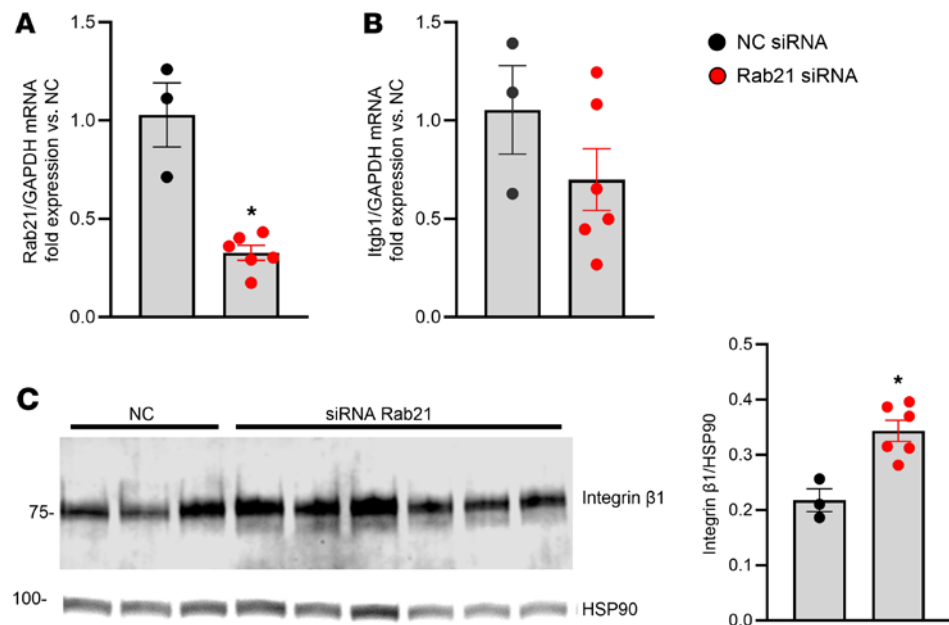 A
Rab21/GAPDH mRNA
fold expression vs. NC
1.5
1.0
0.5
0.0
*
B
Itgb1/GAPDH mRNA
fold expression vs. NC
1.5
1.0
0.5
0.0
NC siRNA
Rab21 siRNA
C
NC
siRNA Rab21
75-
Integrin β1
100-
HSP90
Integrin β1/HSP90
0.5
0.4
0.3
0.2
0.1
0.0
*